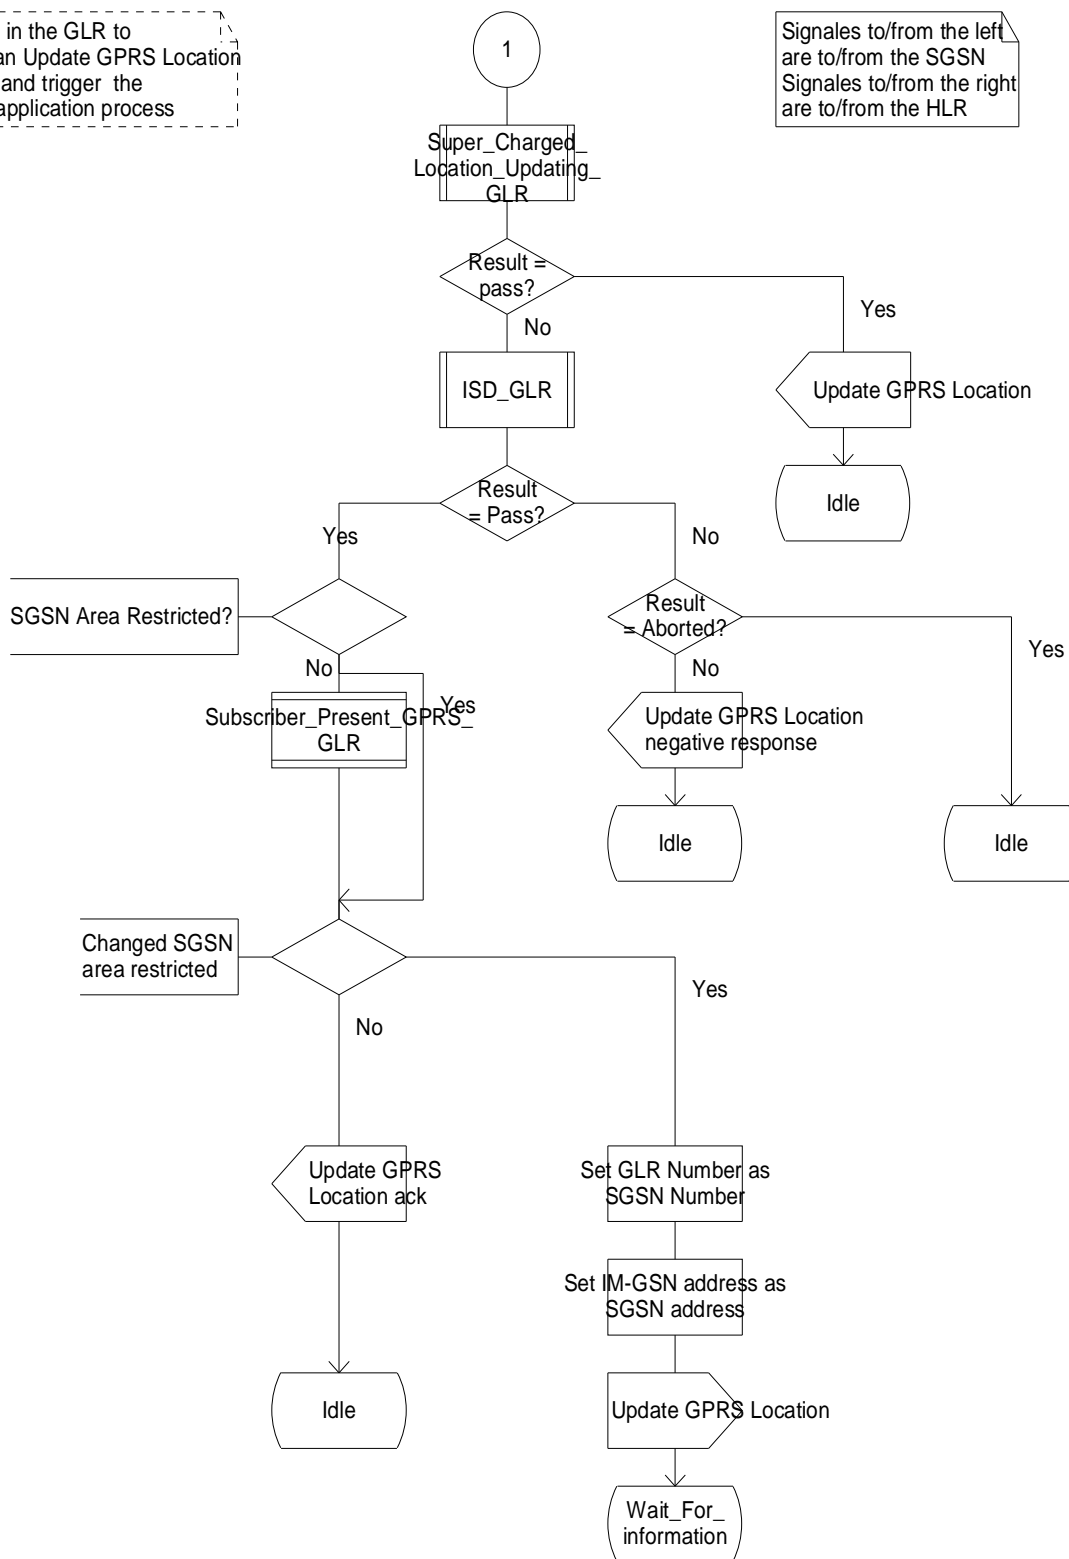 in the GLR to
an Update GPRS Location
and trigger the
application process
1
Signales to/from the left
are to/from the SGSN
Signales to/from the right
are to/from the HLR
Super_Charged_
Location_Updating_
GLR
Result =
pass?
Yes
No
ISD_GLR
Update GPRS Location
Idle
Result
= Pass?
Yes
No
SGSN Area Restricted?
Result
= Aborted?
Yes
No
Yes
No
Subscriber_Present_GPRS_
GLR
Update GPRS Location
negative response
Idle
Idle
Changed SGSN
area restricted
Yes
No
Update GPRS
Location ack
Set GLR Number as
SGSN Number
Set IM-GSN address as
SGSN address
Idle
Update GPRS Location
Wait_For_
information